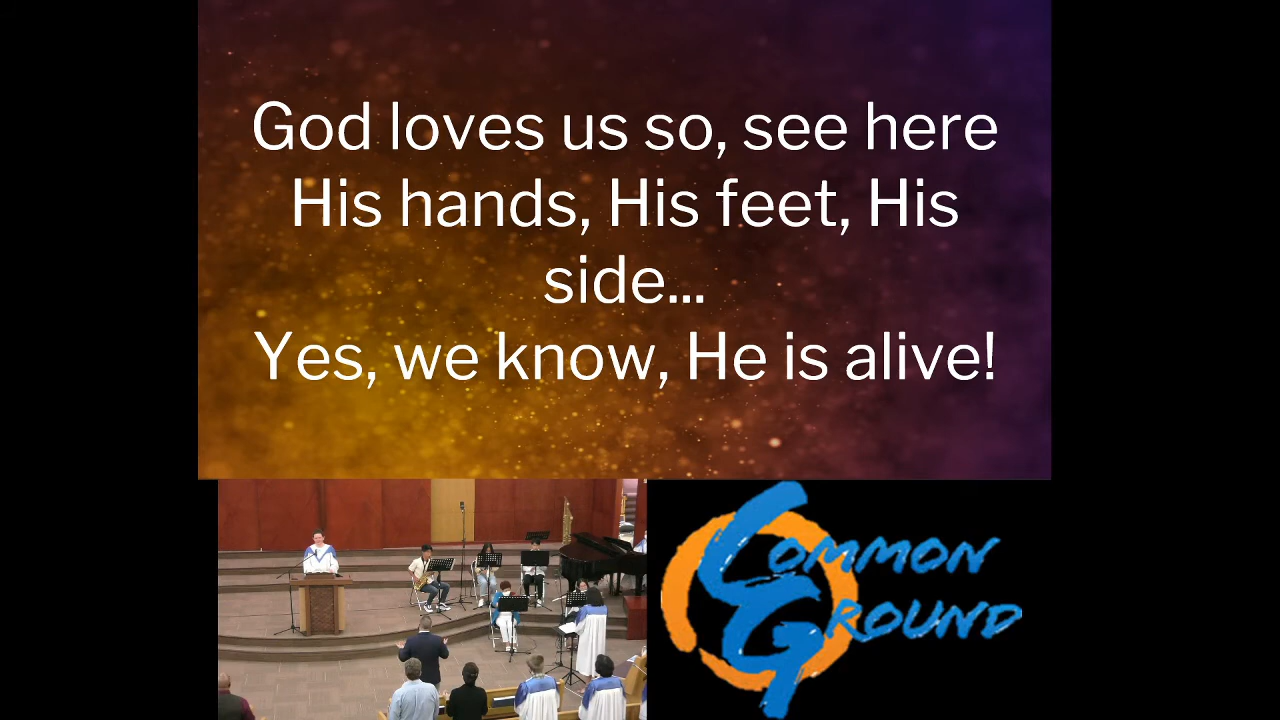 God loves us so, see here
His hands, His feet, His
side...
Yes, we know, He is alive!
COMMON
GROUND